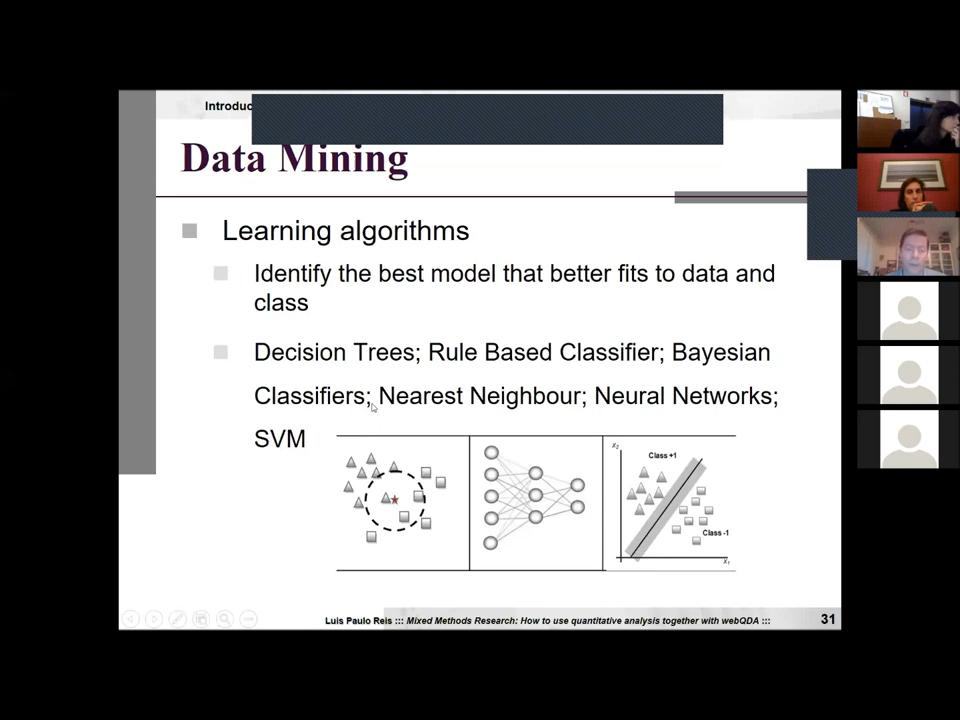 Introduc
Data Mining
Learning algorithms
Identify the best model that better fits to data and
class
Decision Trees; Rule Based Classifier; Bayesian
Classifiers; Nearest Neighbour; Neural Networks;
SVM
x₂
Class +1
Class -1
x₁
Luis Paulo Reis ::: Mixed Methods Research: How to use quantitative analysis together with webQDA :::
31